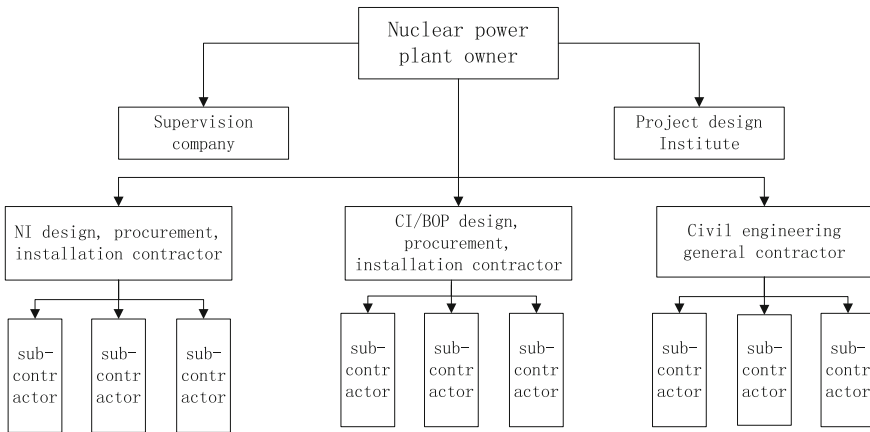 Nuclear power
plant owner
Supervision
company
Project design
Institute
NI design, procurement,
installation contractor
CI/BOP design,
procurement,
installation contractor
Civil engineering
general contractor
sub-
contr
actor
sub-
contr
actor
sub-
contr
actor
sub-
contr
actor
sub-
contr
actor
sub-
contr
actor
sub-
contr
actor
sub-
contr
actor
sub-
contr
actor